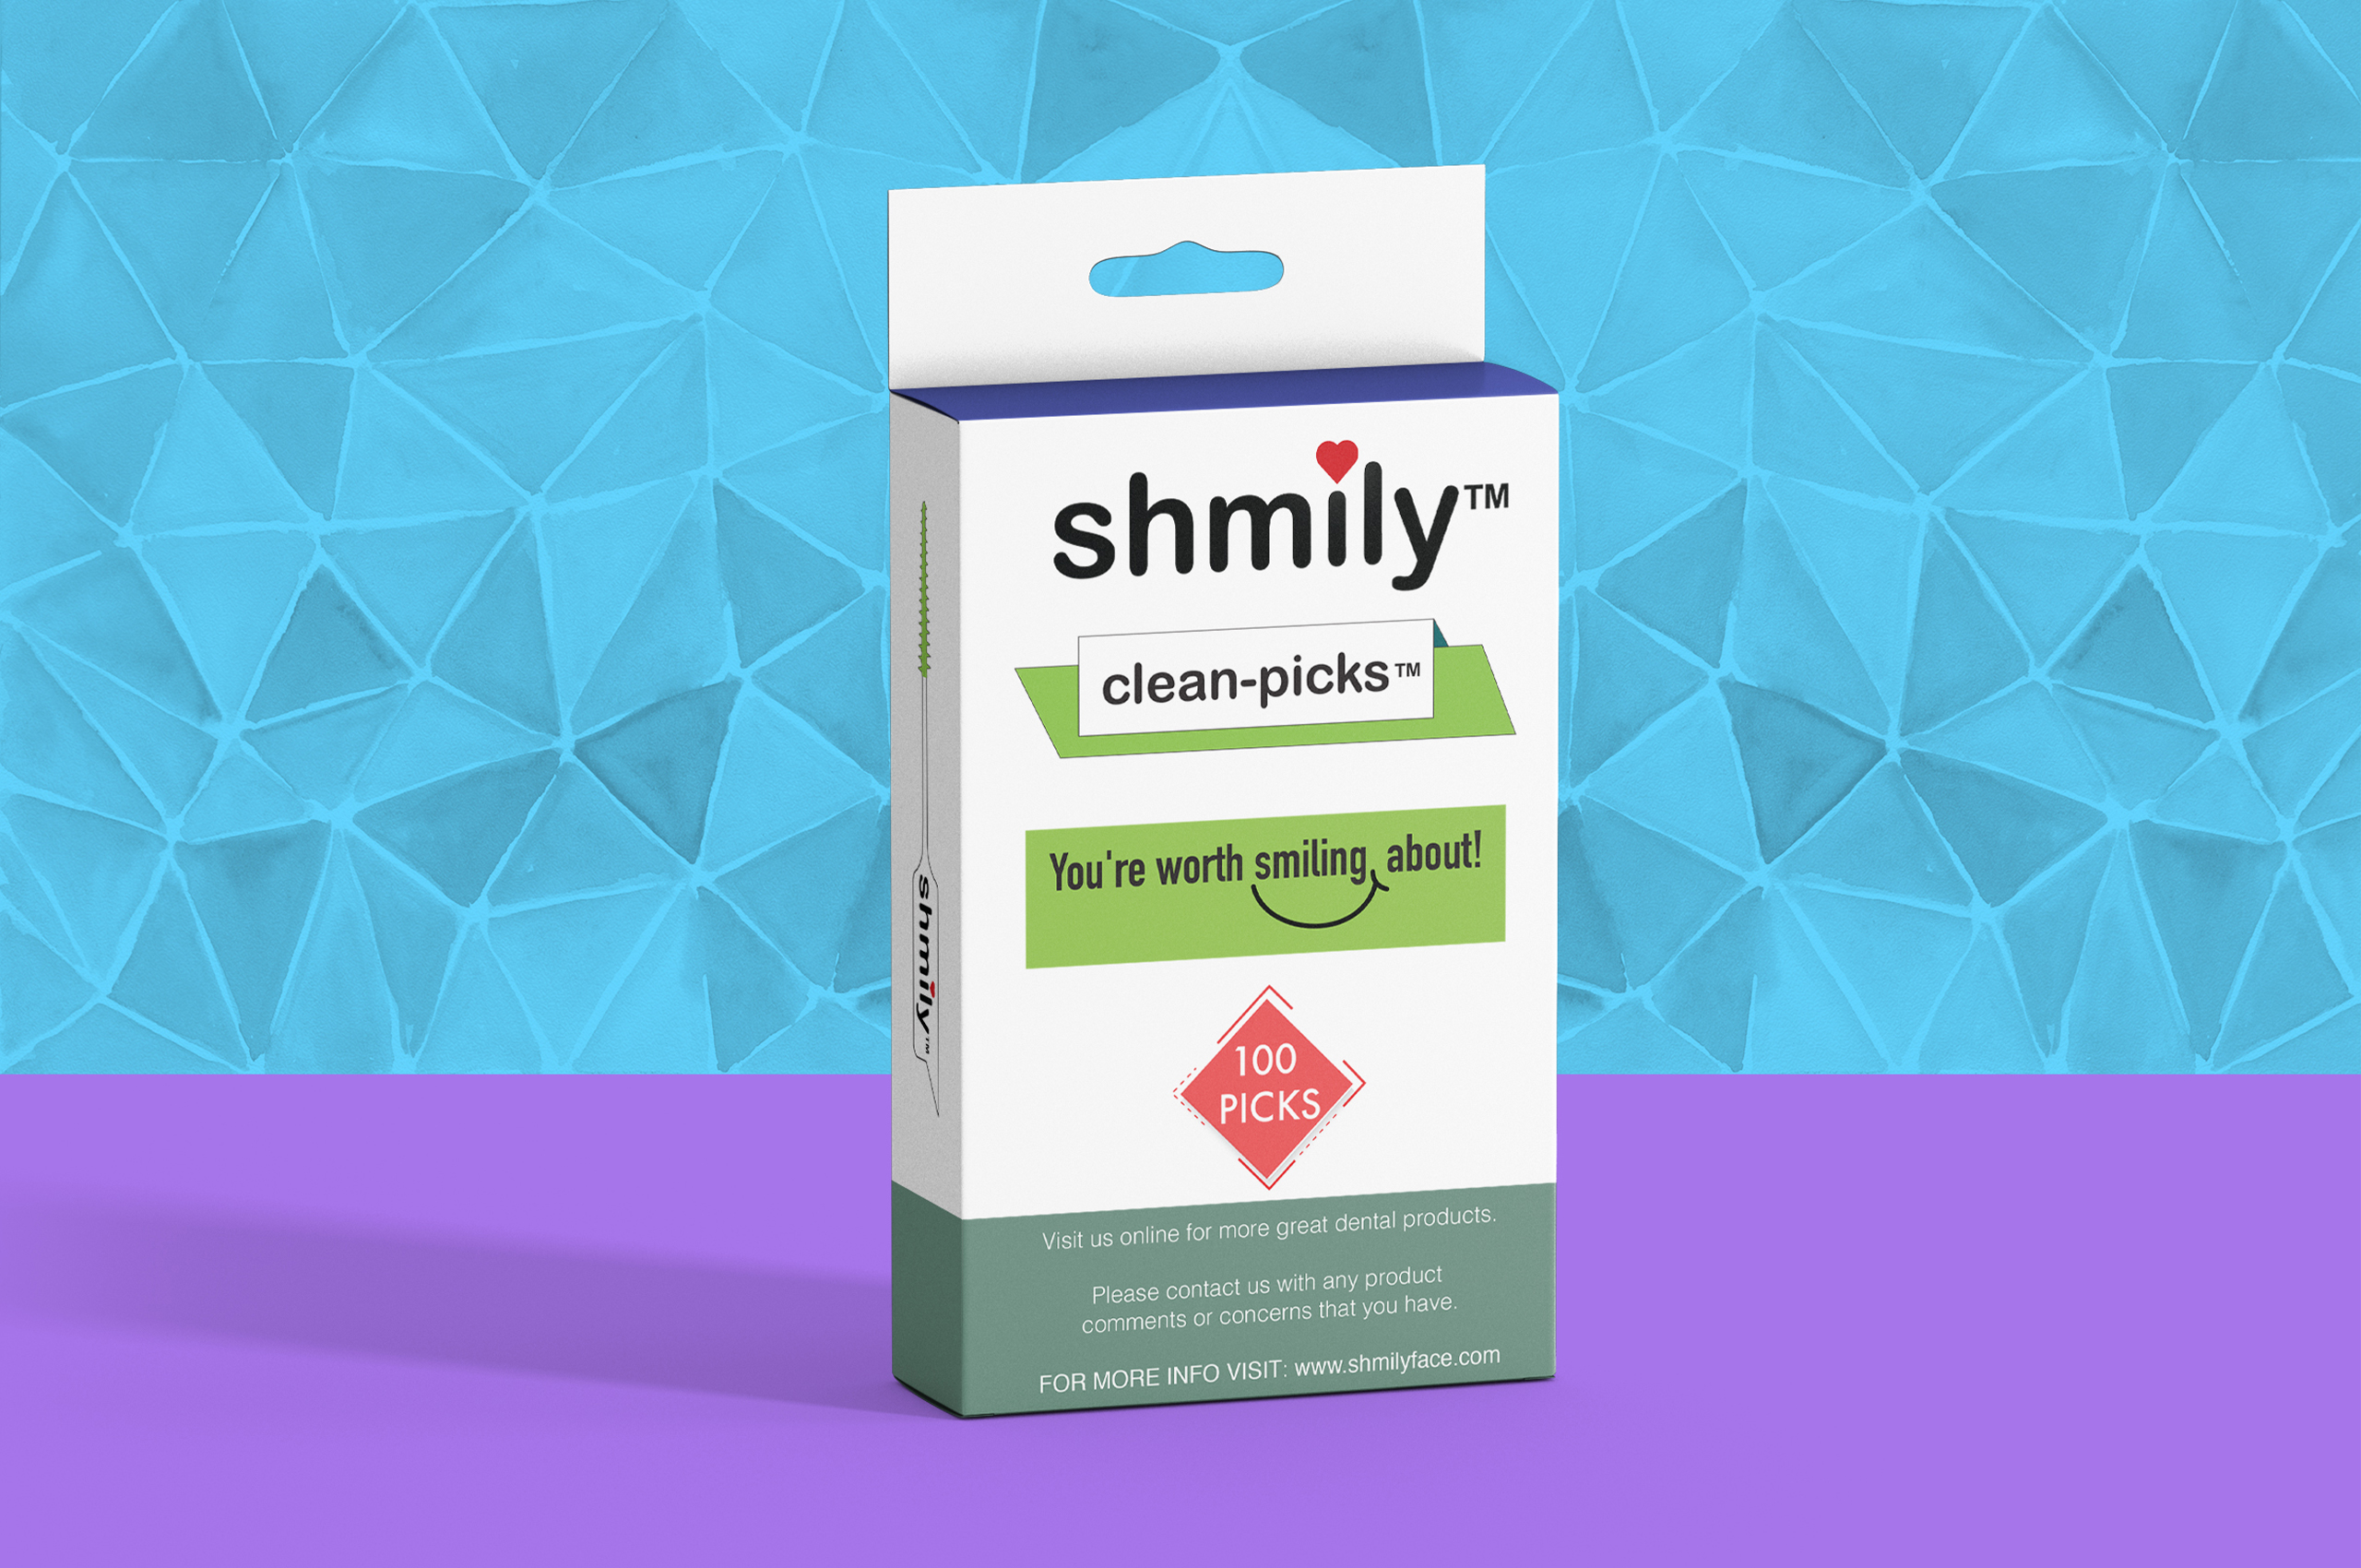 shmily™
clean-picks™
You're worth smiling about!
100
PICKS
Visit us online for more great dental products.
Please contact us with any product
comments or concerns that you have.
FOR MORE INFO VISIT: www.shmilyface.com
shmily™